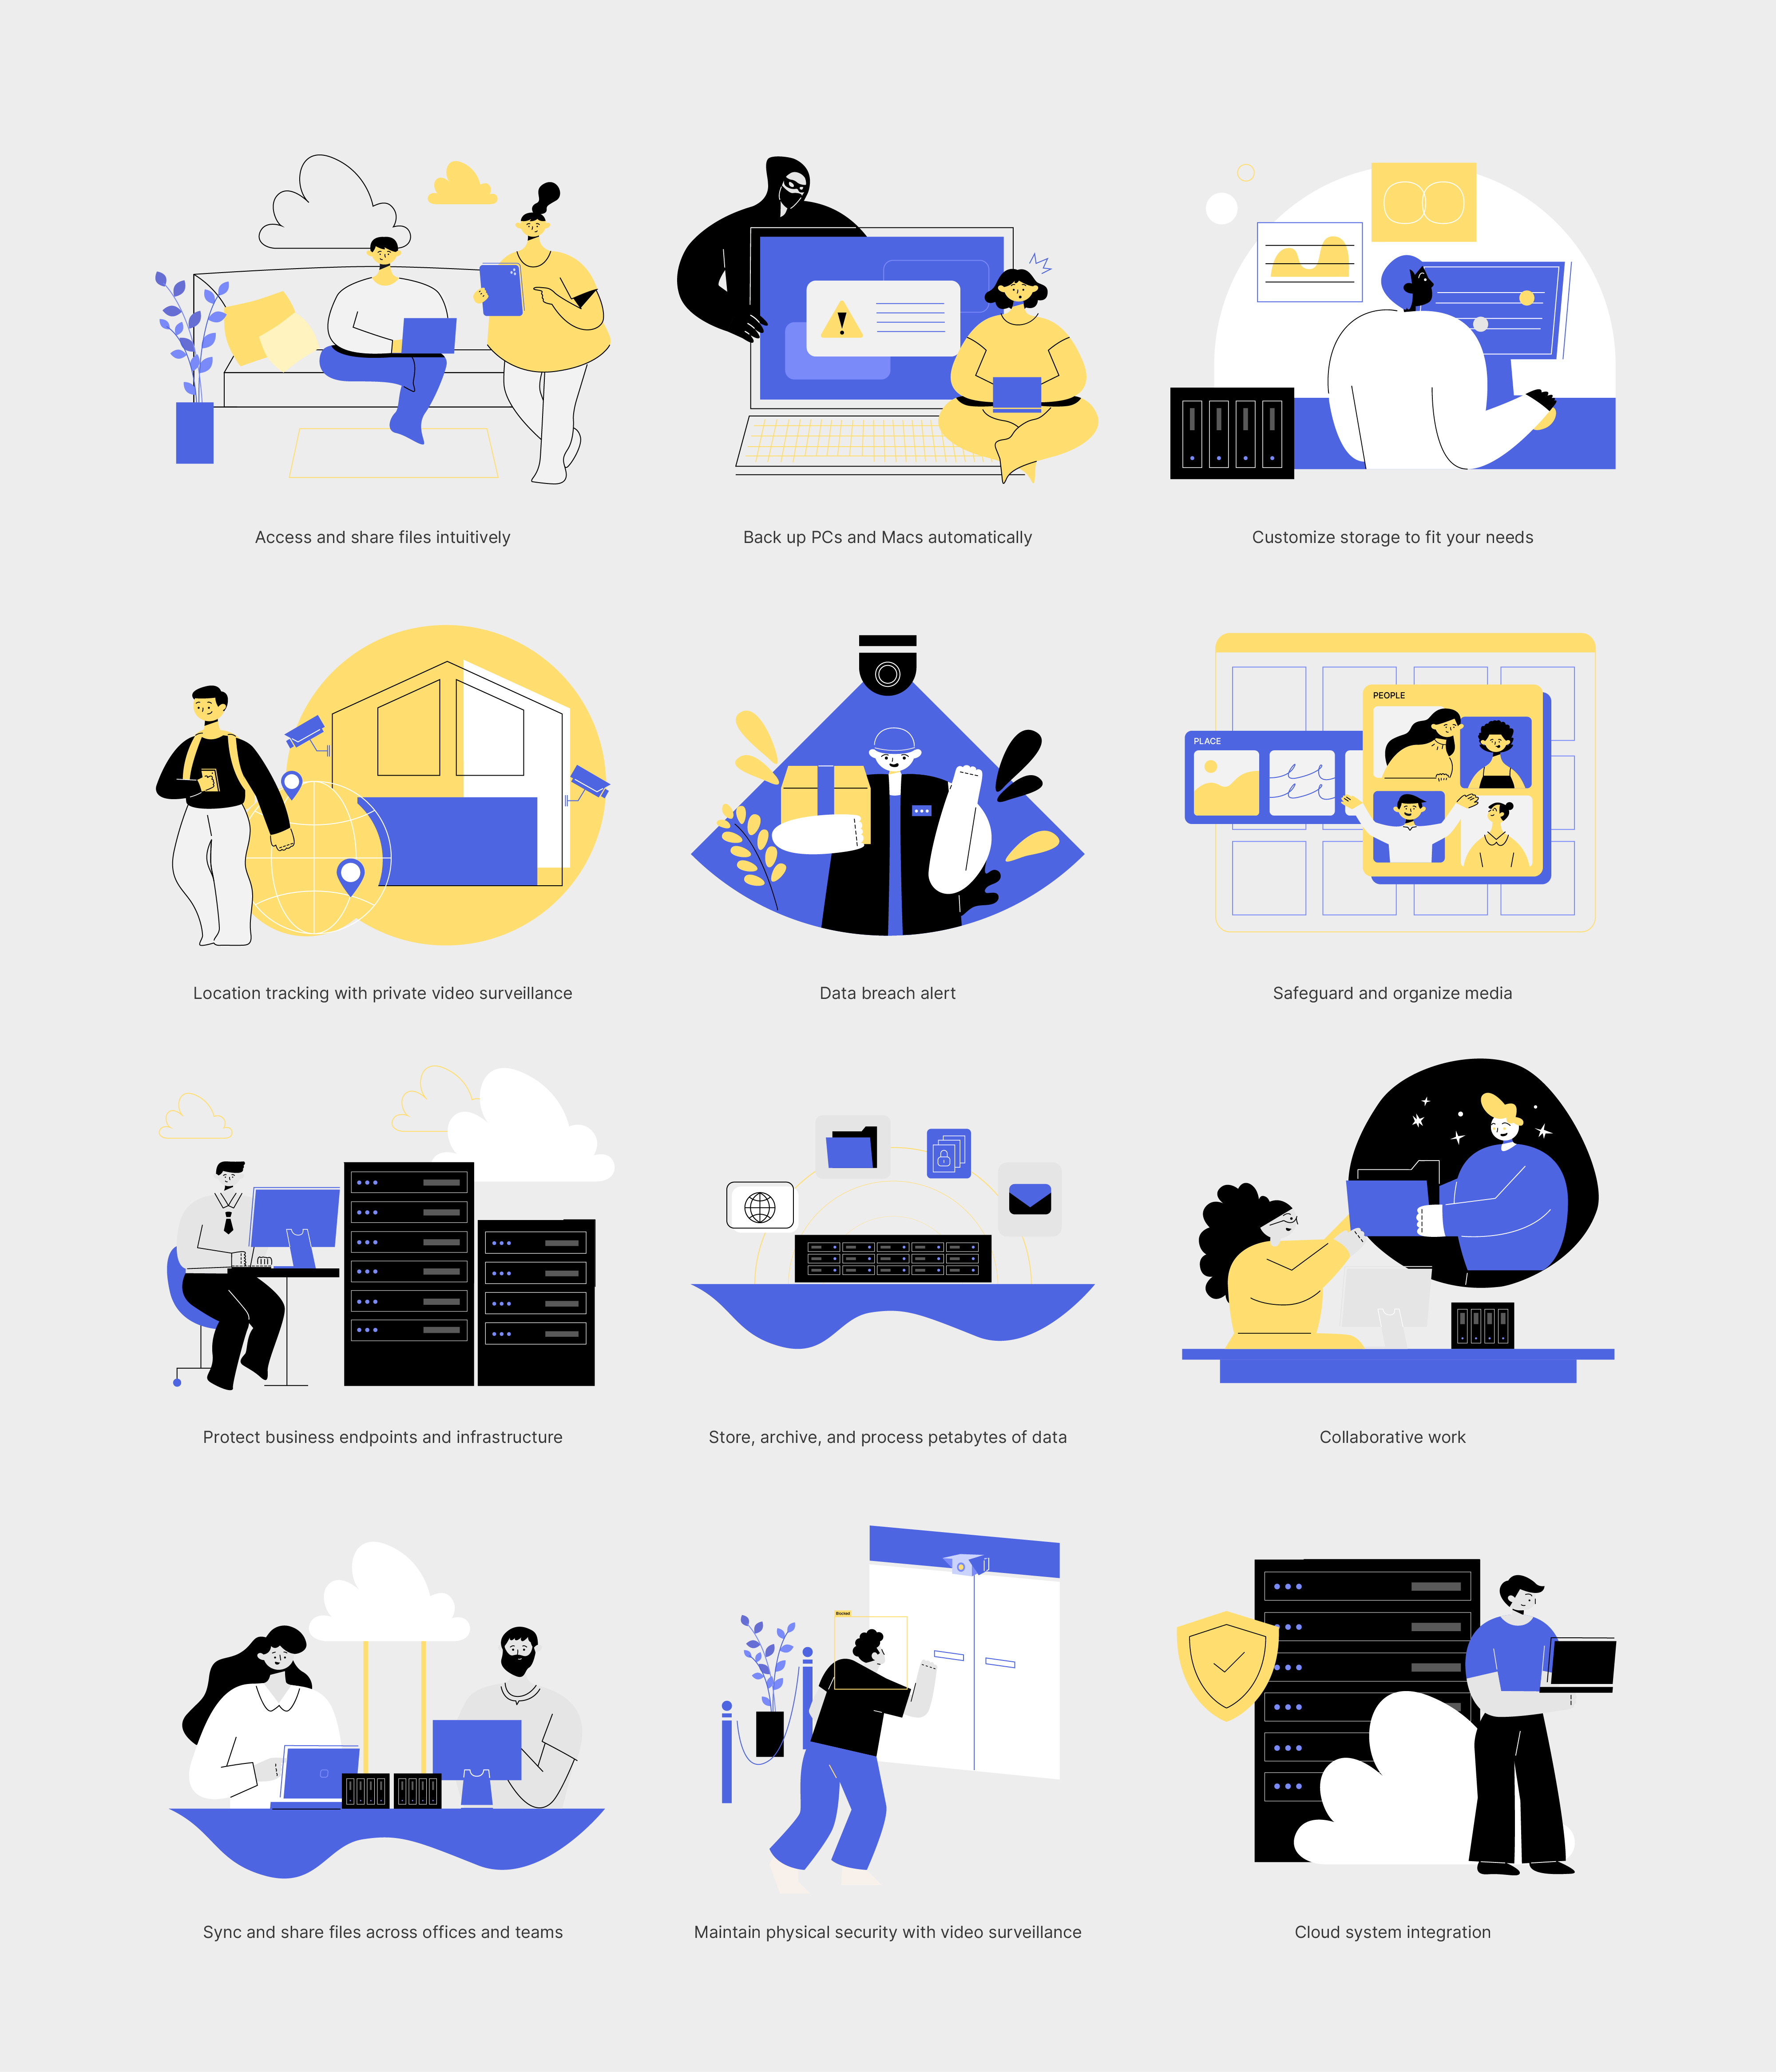 Access and share files intuitively
Back up PCs and Macs automatically
Customize storage to fit your needs
PEOPLE
PLACE
Location tracking with private video surveillance
Data breach alert
Safeguard and organize media
Protect business endpoints and infrastructure
Store, archive, and process petabytes of data
Collaborative work
Blocked
Sync and share files across offices and teams
Maintain physical security with video surveillance
Cloud system integration